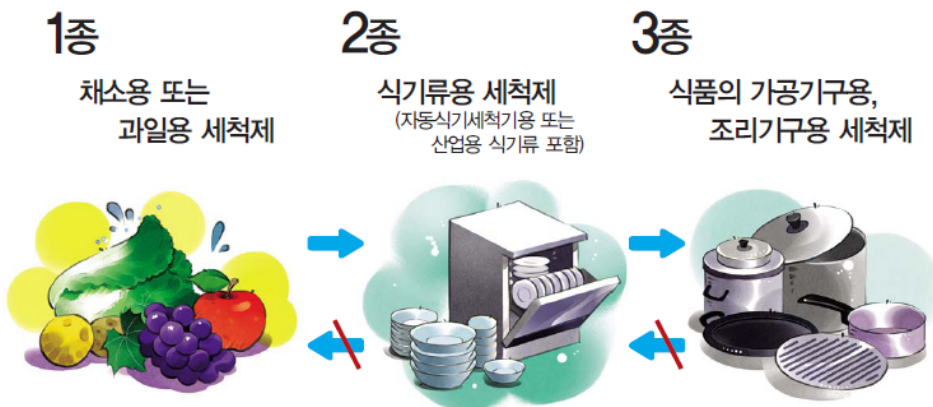 1종
채소용 또는
과일용 세척제
2종
식기류용 세척제
(자동식기세척기용 또는
산업용 식기류 포함)
3종
식품의 가공기구용,
조리기구용 세척제